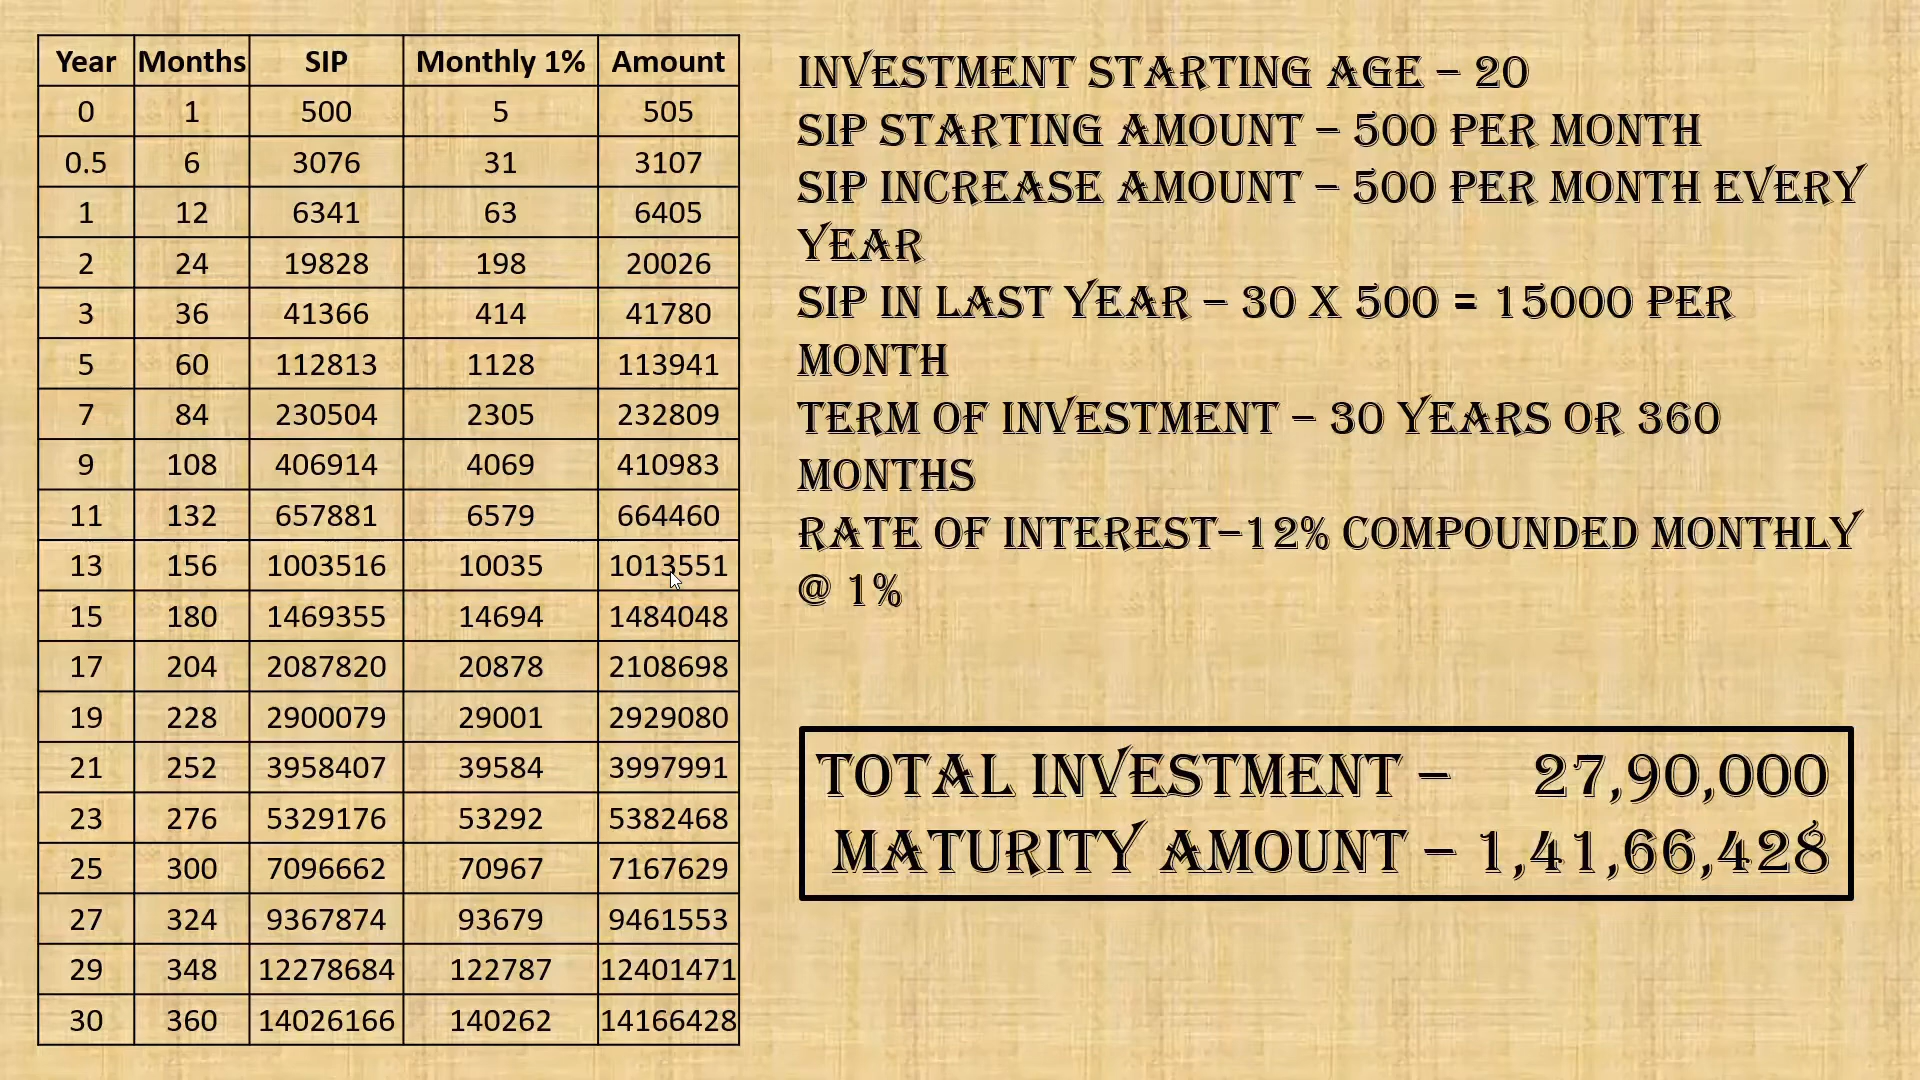 Year Months SIP Monthly 1% Amount
0 1 500 5 505
0.5 6 3076 31 3107
1 12 6341 63 6405
2 24 19828 198 20026
3 36 41366 414 41780
5 60 112813 1128 113941
7 84 230504 2305 232809
9 108 406914 4069 410983
11 132 657881 6579 664460
13 156 1003516 10035 1013551
15 180 1469355 14694 1484048
17 204 2087820 20878 2108698
19 228 2900079 29001 2929080
21 252 3958407 39584 3997991
23 276 5329176 53292 5382468
25 300 7096662 70967 7167629
27 324 9367874 93679 9461553
29 348 12278684 122787 12401471
30 360 14026166 140262 14166428
INVESTMENT STARTING AGE – 20
SIP STARTING AMOUNT – 500 PER MONTH
SIP INCREASE AMOUNT – 500 PER MONTH EVERY
YEAR
SIP IN LAST YEAR – 30 X 500 = 15000 PER
MONTH
TERM OF INVESTMENT – 30 YEARS OR 360
MONTHS
RATE OF INTEREST–12% COMPOUNDED MONTHLY
@ 1%
TOTAL INVESTMENT – 27,90,000
MATURITY AMOUNT – 1,41,66,428